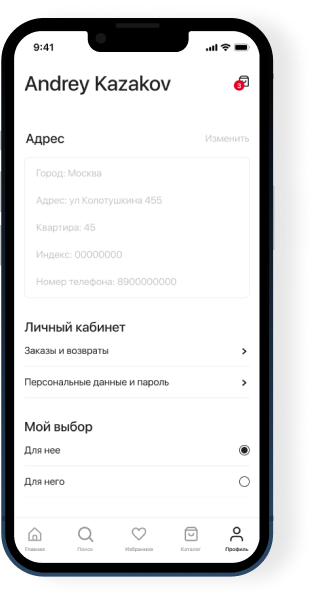 9:41
Andrey Kazakov
3
Адрес
Изменить
Город: Москва
Адрес: ул Колотушкина 455
Квартира: 45
Индекс: 00000000
Номер телефона: 8900000000
Личный кабинет
Заказы и возвраты
Персональные данные и пароль
Мой выбор
Для нее
Для него
Главная Поиск Избранное Каталог Профиль